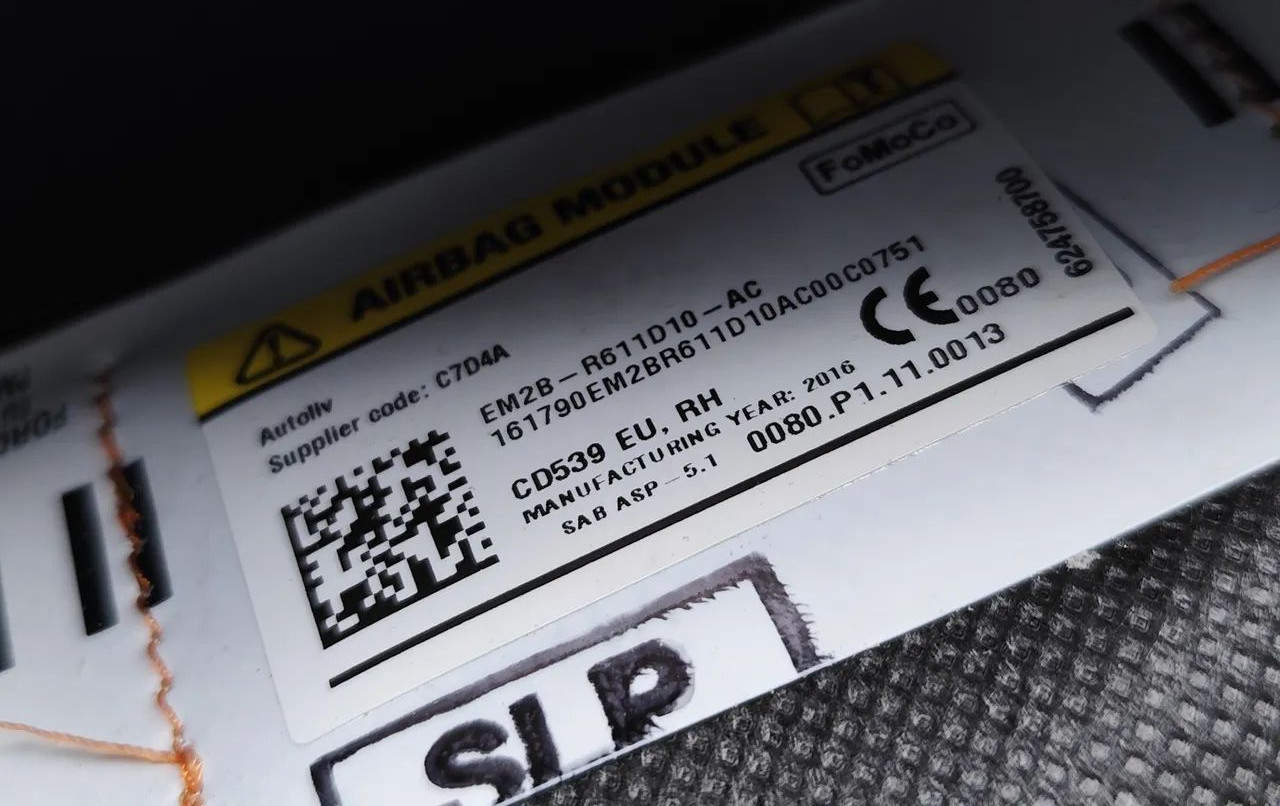 AIRBAG MODULE
FoMoCo
Autoliv
Supplier code: C7D4A
EM2B-R611D10-AC
161790EM2BR611D10AC00C0751
624758700
CD539 EU, RH
CE 0080
MANUFACTURING YEAR: 2016
SAB ASP-5.1 0080.P1.11.0013
SLP